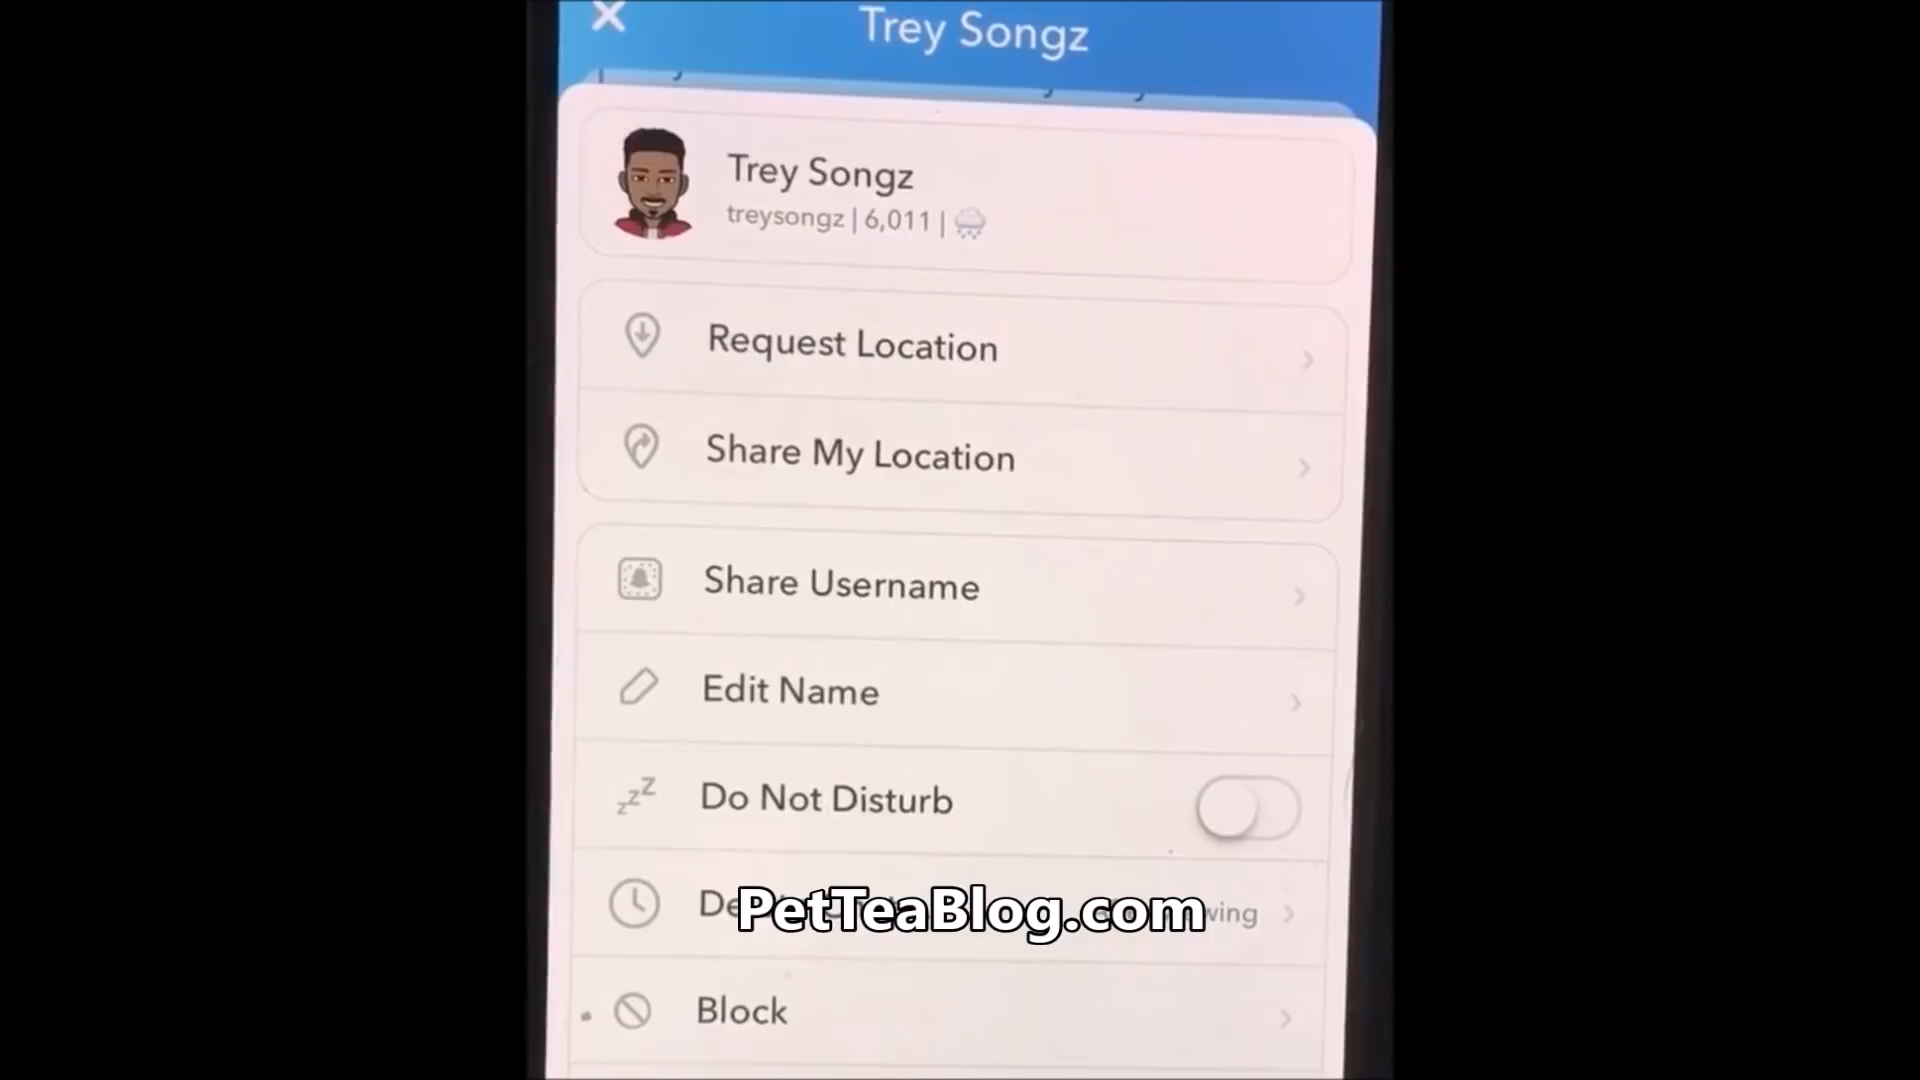 Trey Songz
Trey Songz
treysongz | 6,011 |
Request Location
Share My Location
Share Username
Edit Name
zzZ
Do Not Disturb
PetTeaBlog.com
Block